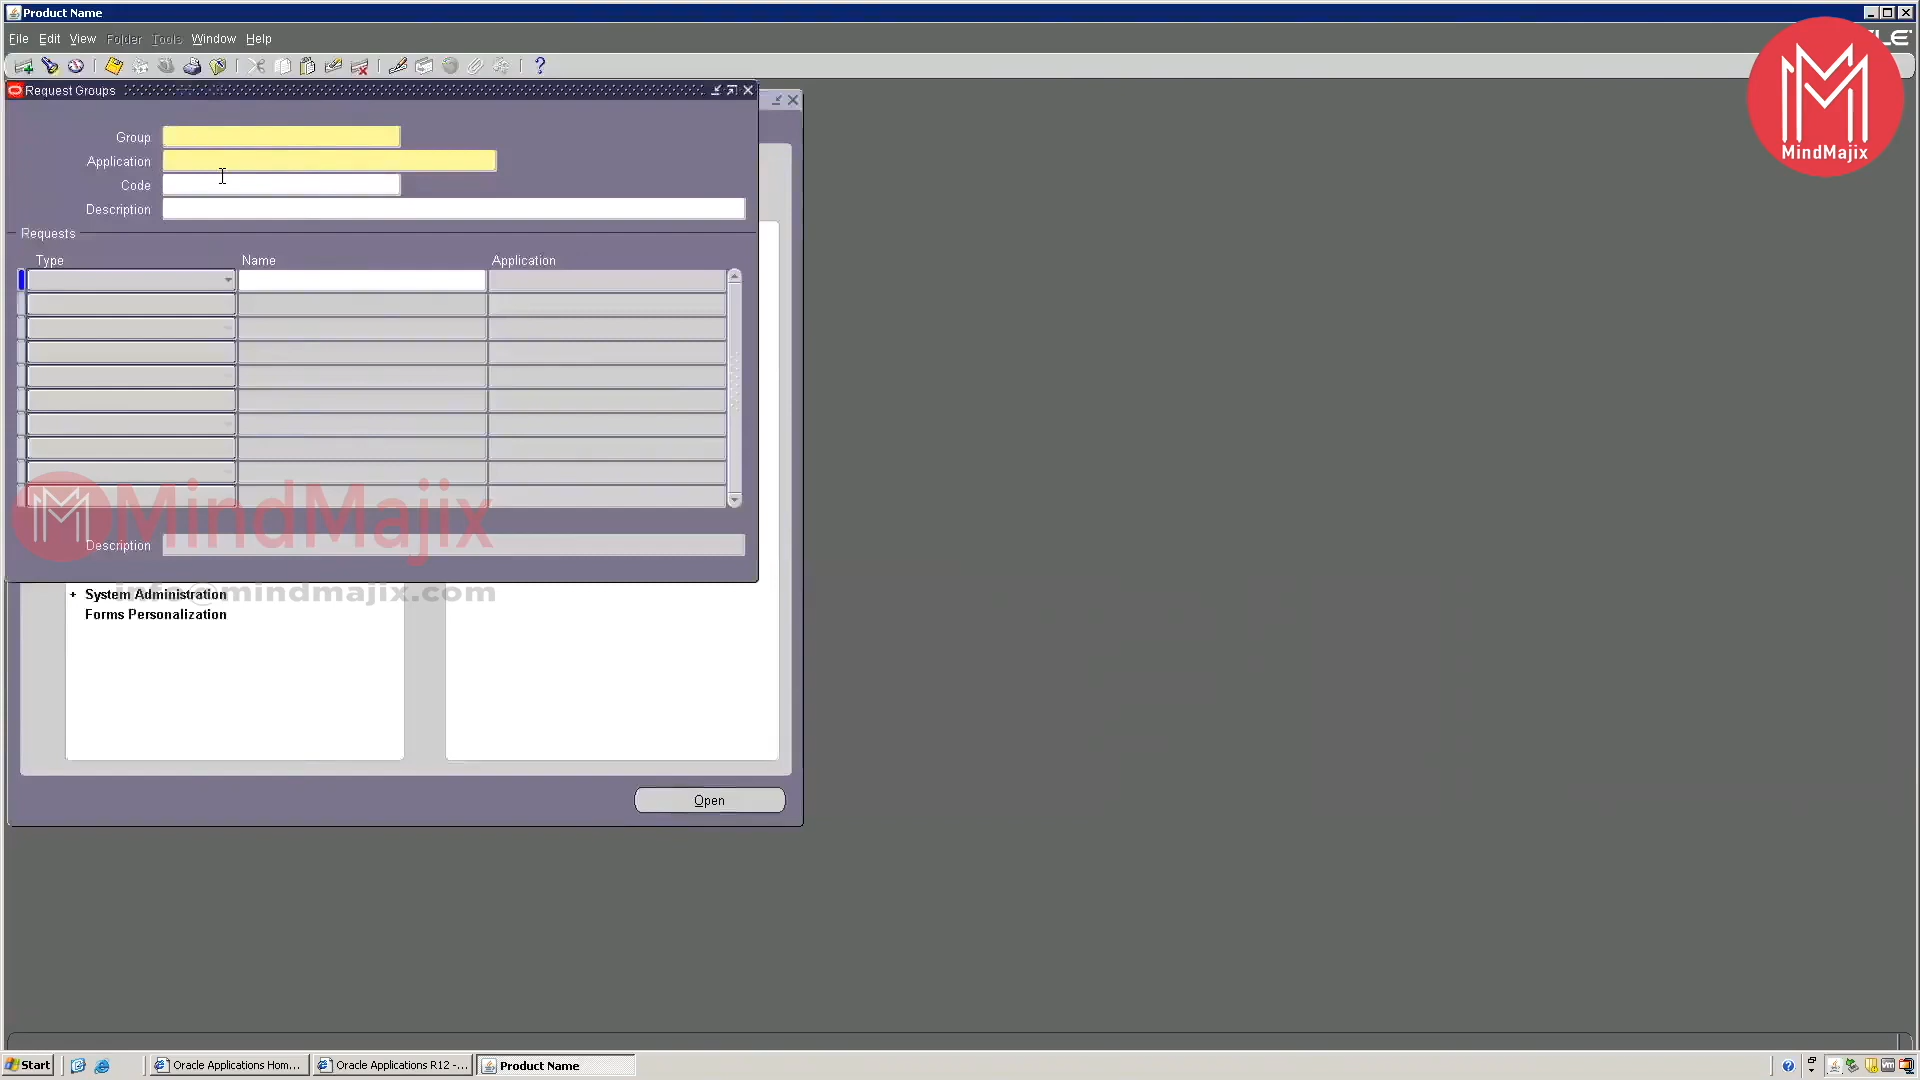 Product Name
File Edit View Folder Tools Window Help
CLE
MindMajix
Request Groups
Group
Application
Code
Description
Requests
Type Name Application
MindMajix
Description
info@mindmajix.com
+ System Administration
Forms Personalization
Open
Start Oracle Applications Hom... Oracle Applications R12 -... Product Name